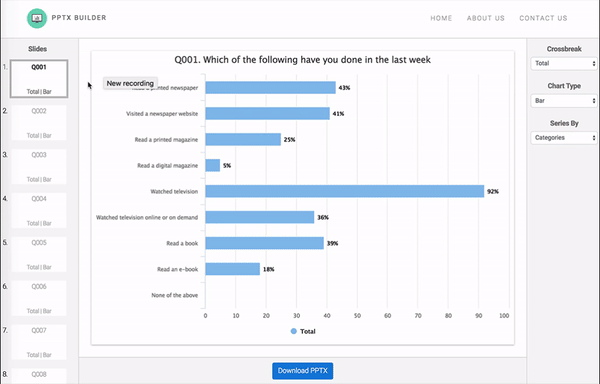 PPTX BUILDER
HOME ABOUT US CONTACT US
Slides
1. Q001
Total | Bar
2. Q002
Total | Bar
3. Q003
Total | Bar
4. Q004
Total | Bar
5. Q005
Total | Bar
6. Q006
Total | Bar
7. Q007
Total | Bar
8. Q008
Q001. Which of the following have you done in the last week
New recording
printed newspaper 43%
Visited a newspaper website 41%
Read a printed magazine 25%
Read a digital magazine 5%
Watched television 92%
Watched television online or on demand 36%
Read a book 39%
Read an e-book 18%
None of the above
0 10 20 30 40 50 60 70 80 90 100
Total
Download PPTX
Crossbreak
Total
Chart Type
Bar
Series By
Categories